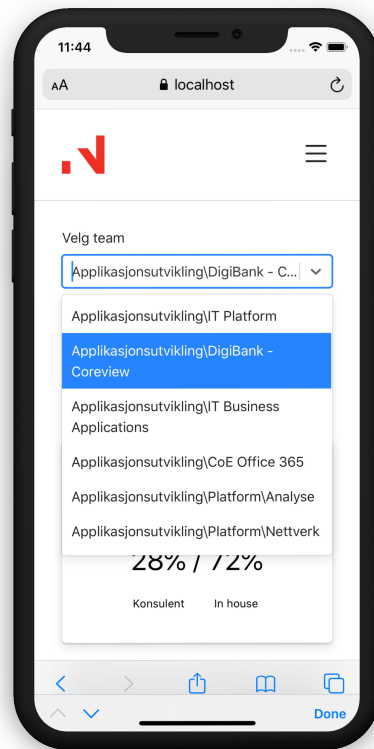 11:44
AA
localhost
Velg team
Applikasjonsutvikling\DigiBank - C...
Applikasjonsutvikling\IT Platform
Applikasjonsutvikling\DigiBank -
Coreview
Applikasjonsutvikling\IT Business
Applications
Applikasjonsutvikling\CoE Office 365
Applikasjonsutvikling\Platform\Analyse
Applikasjonsutvikling\Platform\Nettverk
28% / 72%
Konsulent In house
Done